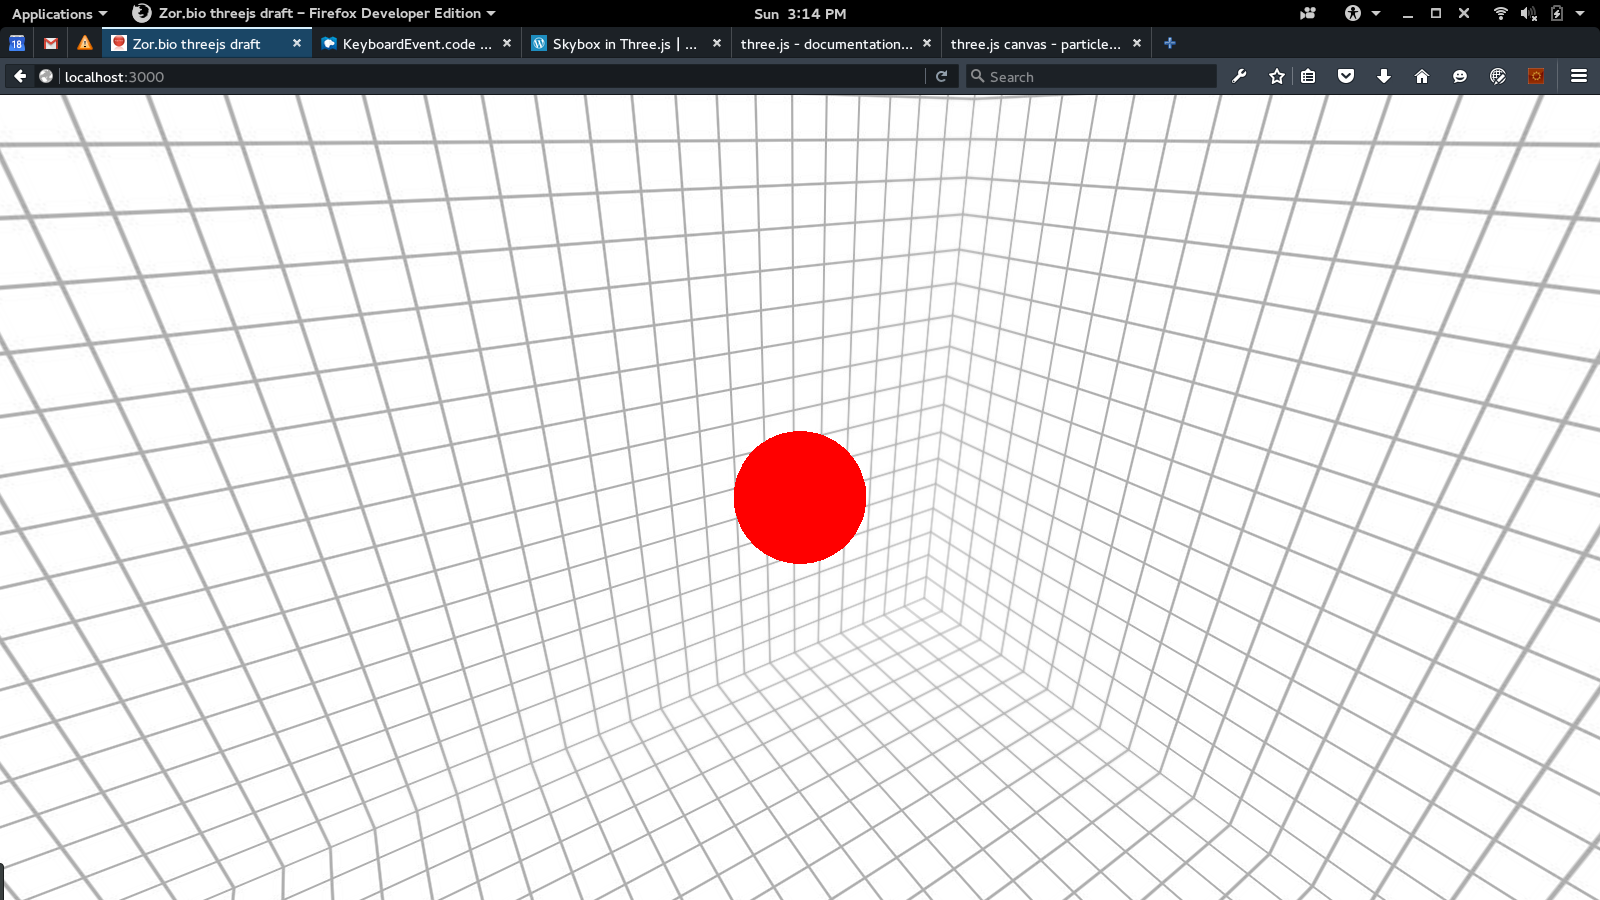 Applications Zor.bio threejs draft – Firefox Developer Edition Sun 3:14 PM
18 Zor.bio threejs draft KeyboardEvent.code ... Skybox in Three.js | ... three.js - documentation... three.js canvas - particle...
localhost:3000 Search